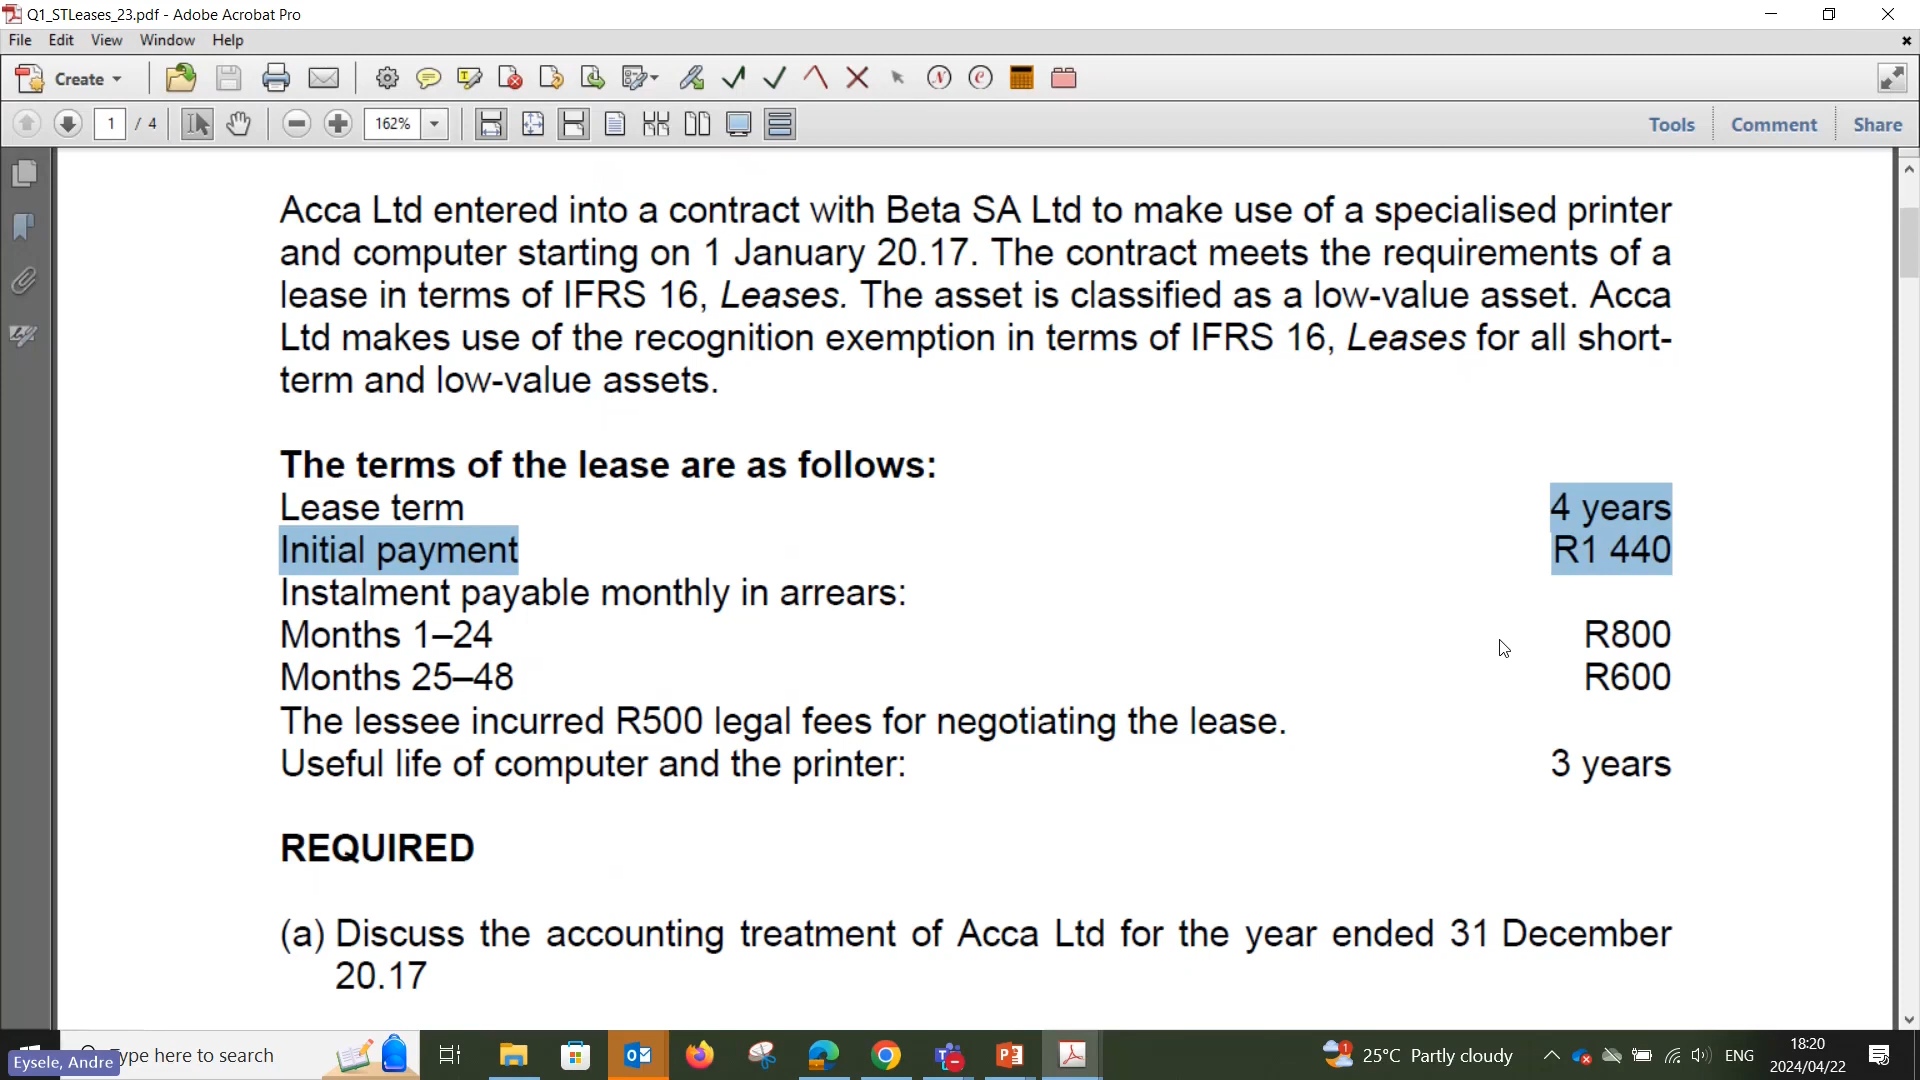 Q1_STLeases_23.pdf - Adobe Acrobat Pro
File Edit View Window Help
Create
1 / 4 162% Tools Comment Share
Acca Ltd entered into a contract with Beta SA Ltd to make use of a specialised printer
and computer starting on 1 January 20.17. The contract meets the requirements of a
lease in terms of IFRS 16, Leases. The asset is classified as a low-value asset. Acca
Ltd makes use of the recognition exemption in terms of IFRS 16, Leases for all short-
term and low-value assets.
The terms of the lease are as follows:
Lease term 4 years
Initial payment R1 440
Instalment payable monthly in arrears:
Months 1–24 R800
Months 25–48 R600
The lessee incurred R500 legal fees for negotiating the lease.
Useful life of computer and the printer: 3 years
REQUIRED
(a) Discuss the accounting treatment of Acca Ltd for the year ended 31 December
20.17
Eysele, Andre
Type here to search
25°C Partly cloudy
ENG
18:20
2024/04/22